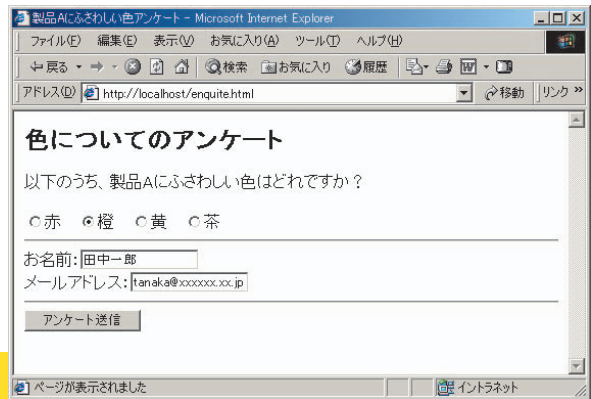 製品Aにふさわしい色アンケート - Microsoft Internet Explorer
ファイル(F) 編集(E) 表示(V) お気に入り(A) ツール(T) ヘルプ(H)
戻る 検索 お気に入り 履歴
アドレス(D) http://localhost/enquite.html 移動 リンク »
色についてのアンケート
以下のうち、製品Aにふさわしい色はどれですか？
赤 橙 黄 茶
お名前: 田中一郎
メールアドレス: tanaka@xxxxxx.xx.jp
アンケート送信
ページが表示されました イントラネット